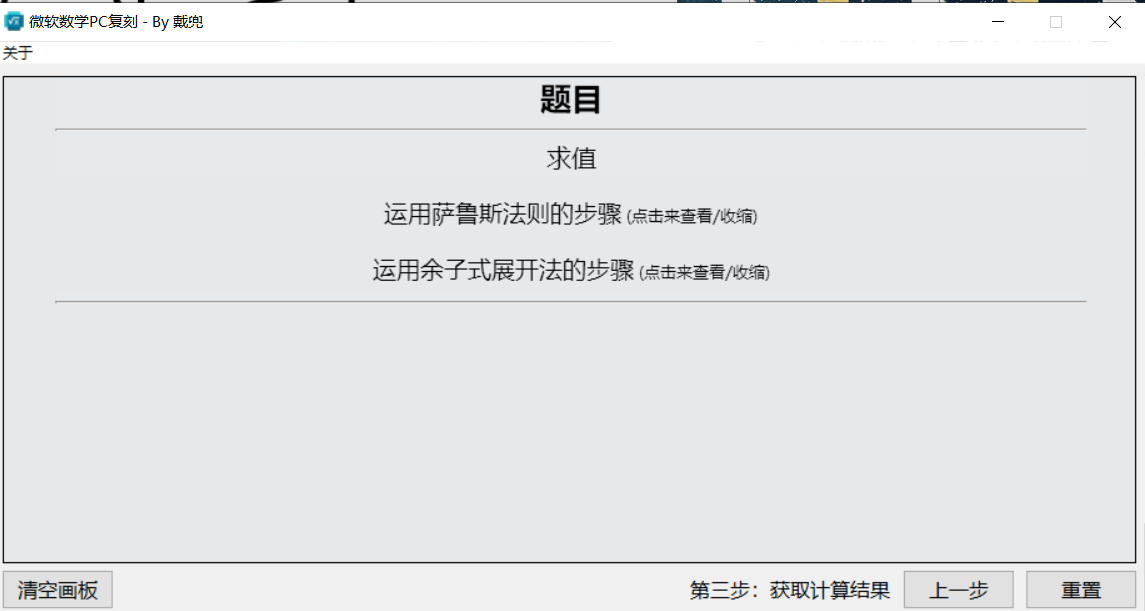 微软数学PC复刻 - By 戴兜
关于
题目
求值
运用萨鲁斯法则的步骤 (点击来查看/收缩)
运用余子式展开法的步骤 (点击来查看/收缩)
清空画板
第三步：获取计算结果
上一步
重置